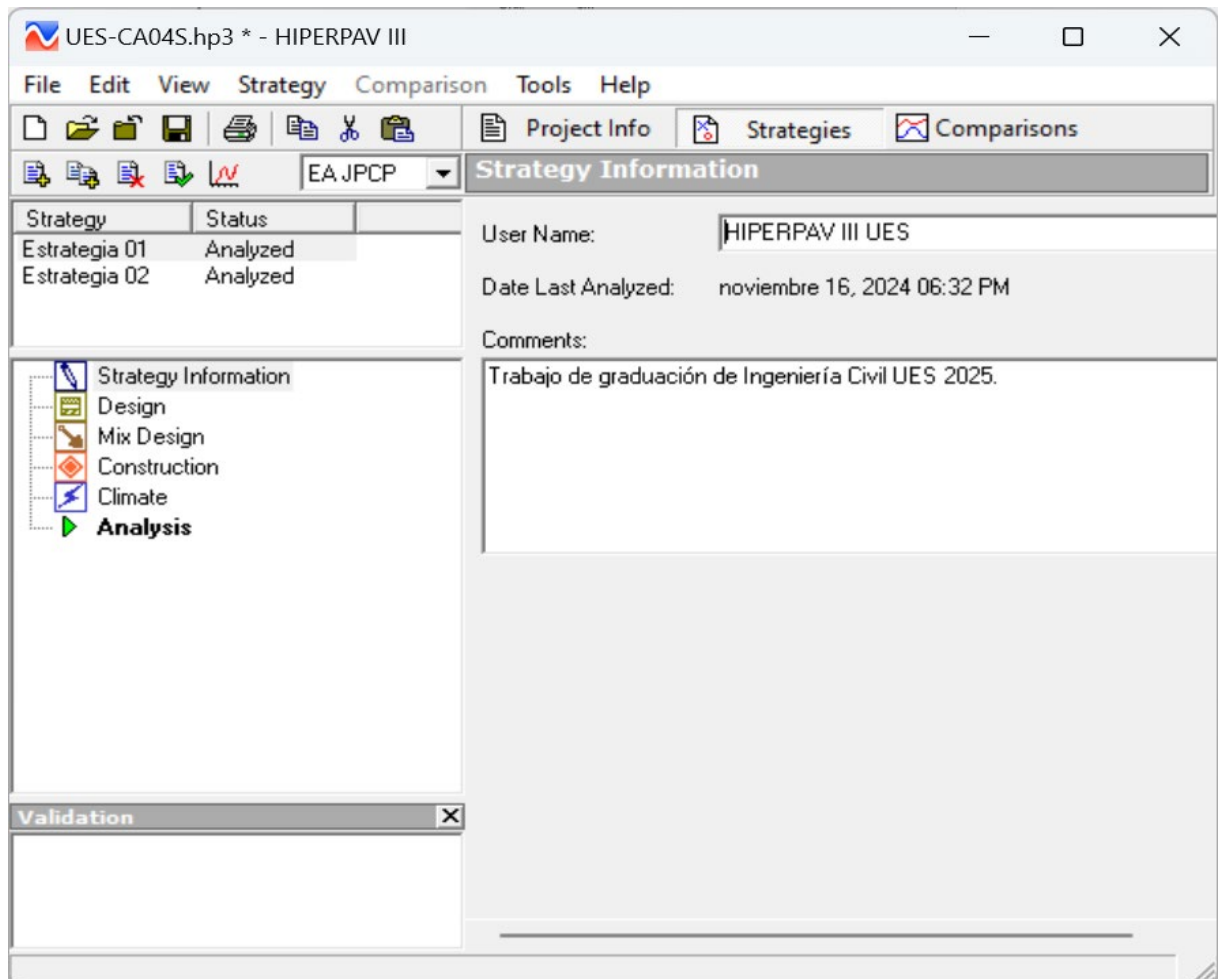 UES-CA04S.hp3 * - HIPERPAV III
File Edit View Strategy Comparison Tools Help
Project Info Strategies Comparisons
EA JPCP
Strategy Information
Strategy Status
Estrategia 01 Analyzed
Estrategia 02 Analyzed
User Name: HIPERPAV III UES
Date Last Analyzed: noviembre 16, 2024 06:32 PM
Comments:
Trabajo de graduación de Ingeniería Civil UES 2025.
Strategy Information
Design
Mix Design
Construction
Climate
Analysis
Validation